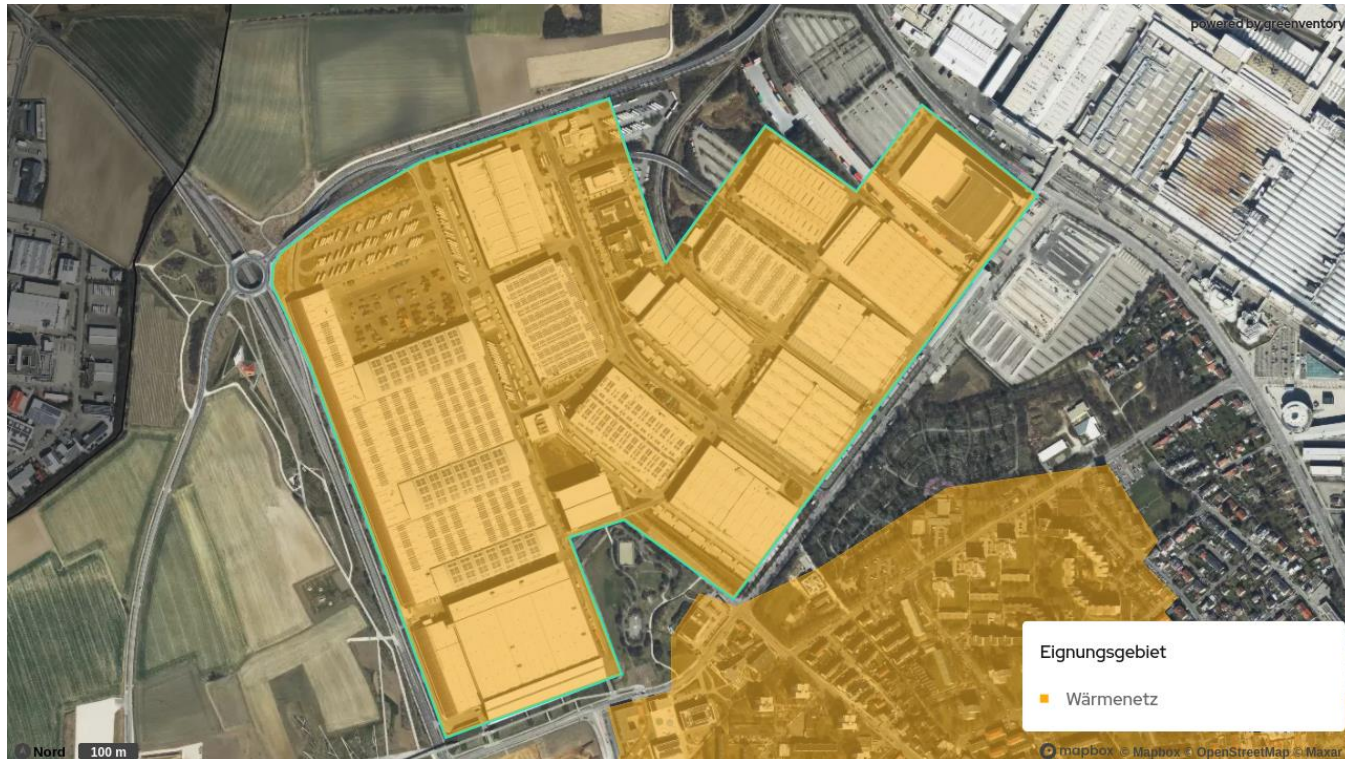 powered by greenventory
Eignungsgebiet
Wärmenetz
Nord 100 m
mapbox © Mapbox © OpenStreetMap © Maxar